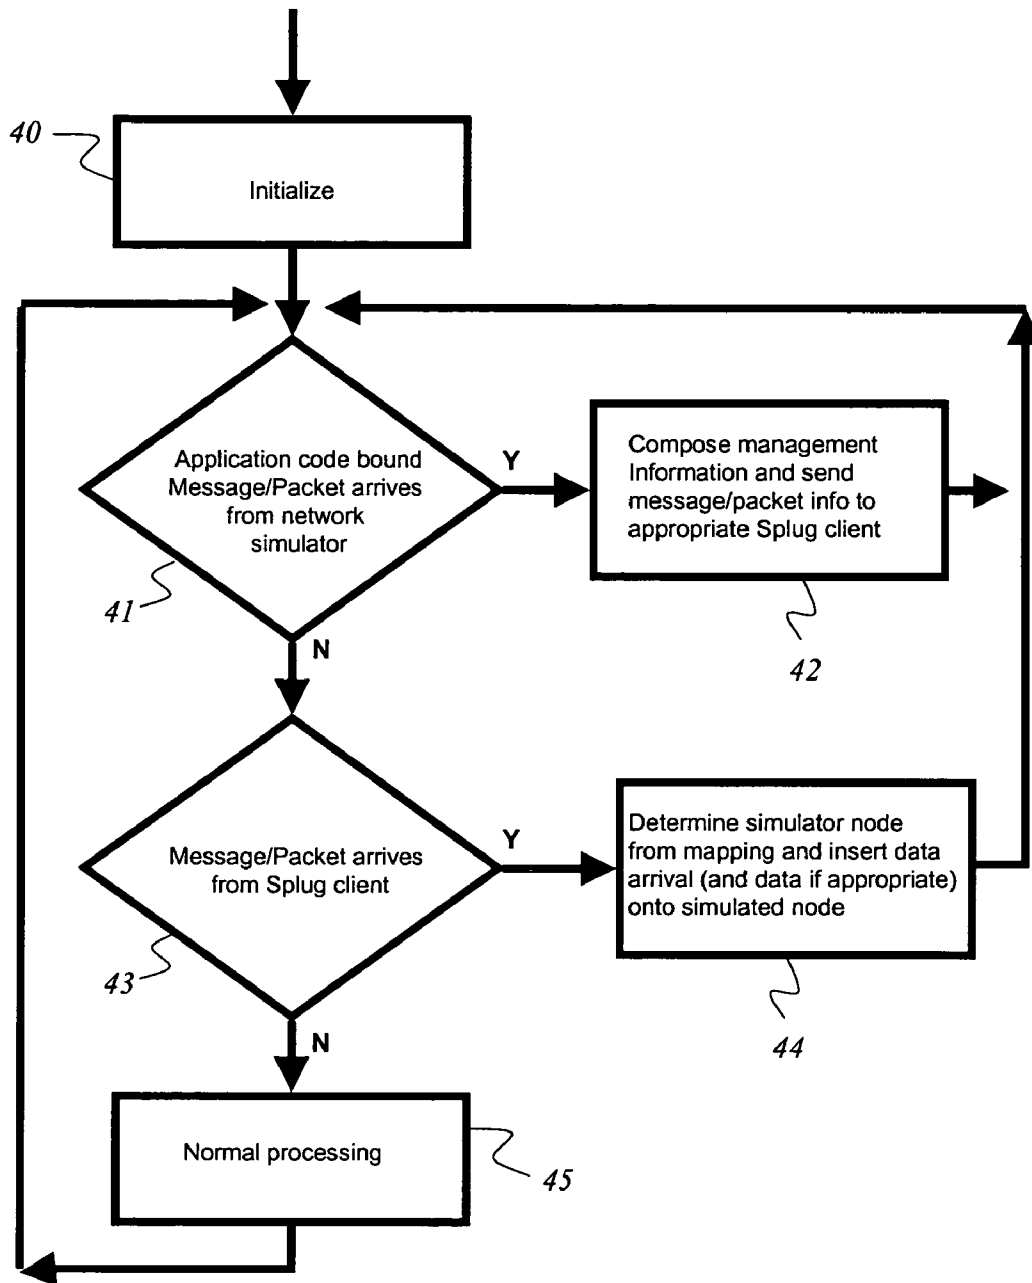 40
Initialize
Application code bound
Message/Packet arrives
from network
simulator
Y
Compose management
Information and send
message/packet info to
appropriate Splug client
41
N
42
Message/Packet arrives
from Splug client
Y
Determine simulator node
from mapping and insert data
arrival (and data if appropriate)
onto simulated node
43
N
44
Normal processing
45